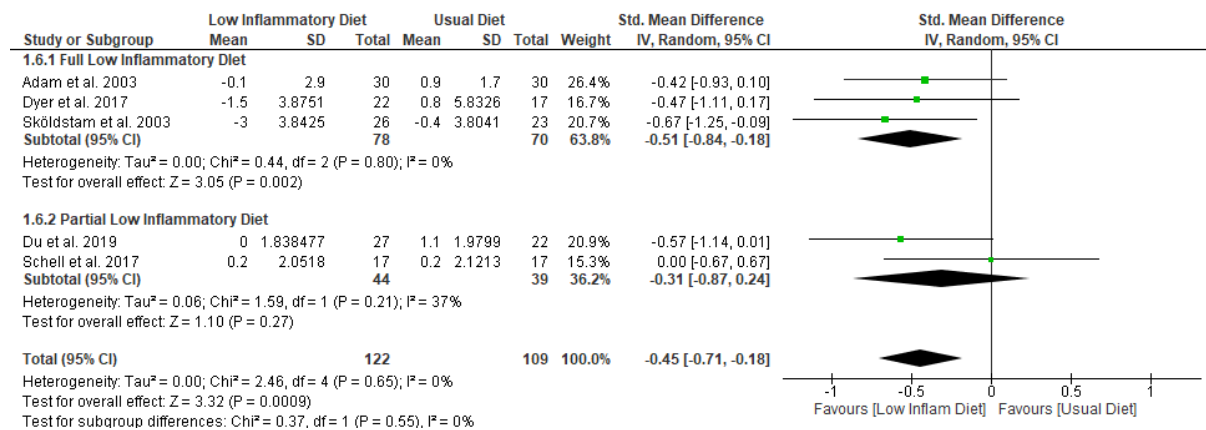 Low Inflammatory Diet Usual Diet Std. Mean Difference Std. Mean Difference
Study or Subgroup Mean SD Total Mean SD Total Weight IV, Random, 95% CI IV, Random, 95% CI
1.6.1 Full Low Inflammatory Diet
Adam et al. 2003 -0.1 2.9 30 0.9 1.7 30 26.4% -0.42 [-0.93, 0.10]
Dyer et al. 2017 -1.5 3.8751 22 0.8 5.8326 17 16.7% -0.47 [-1.11, 0.17]
Sköldstam et al. 2003 -3 3.8425 26 -0.4 3.8041 23 20.7% -0.67 [-1.25, -0.09]
Subtotal (95% CI) 78 70 63.8% -0.51 [-0.84, -0.18]
Heterogeneity: Tau² = 0.00; Chi² = 0.44, df = 2 (P = 0.80); I² = 0%
Test for overall effect: Z = 3.05 (P = 0.002)
1.6.2 Partial Low Inflammatory Diet
Du et al. 2019 0 1.838477 27 1.1 1.9799 22 20.9% -0.57 [-1.14, 0.01]
Schell et al. 2017 0.2 2.0518 17 0.2 2.1213 17 15.3% 0.00 [-0.67, 0.67]
Subtotal (95% CI) 44 39 36.2% -0.31 [-0.87, 0.24]
Heterogeneity: Tau² = 0.06; Chi² = 1.59, df = 1 (P = 0.21); I² = 37%
Test for overall effect: Z = 1.10 (P = 0.27)
Total (95% CI) 122 109 100.0% -0.45 [-0.71, -0.18]
Heterogeneity: Tau² = 0.00; Chi² = 2.46, df = 4 (P = 0.65); I² = 0%
Test for overall effect: Z = 3.32 (P = 0.0009)
Test for subgroup differences: Chi² = 0.37, df = 1 (P = 0.55), I² = 0%
-1 -0.5 0 0.5 1
Favours [Low Inflam Diet] Favours [Usual Diet]